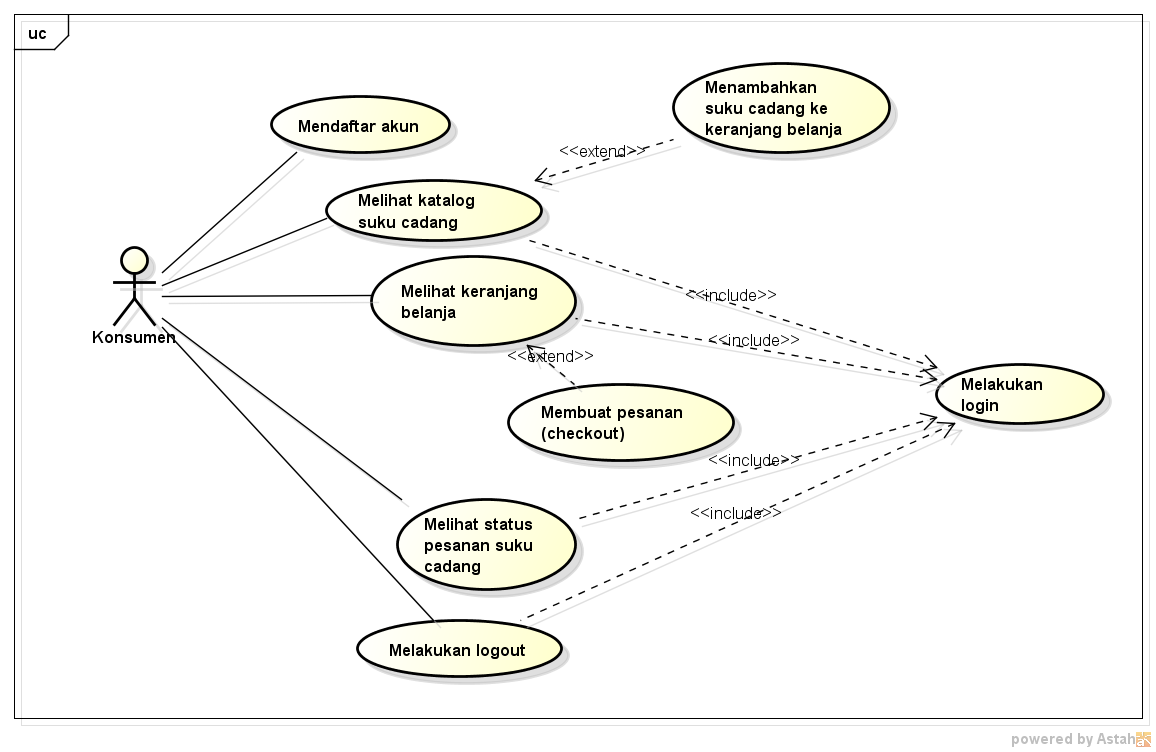 uc
Menambahkan
suku cadang ke
keranjang belanja
Mendaftar akun
<<extend>>
Melihat katalog
suku cadang
Melihat keranjang
belanja
<<include>>
Konsumen
<<include>>
<<extend>>
Melakukan
login
Membuat pesanan
(checkout)
<<include>>
<<include>>
Melihat status
pesanan suku
cadang
Melakukan logout
powered by Astah